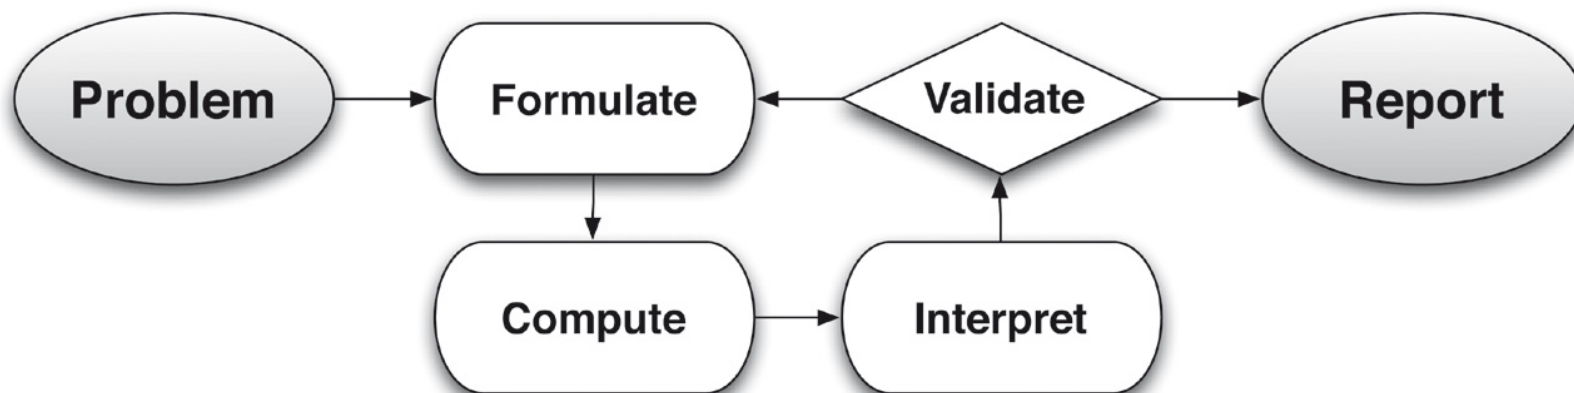 Problem
Formulate
Validate
Report
Compute
Interpret